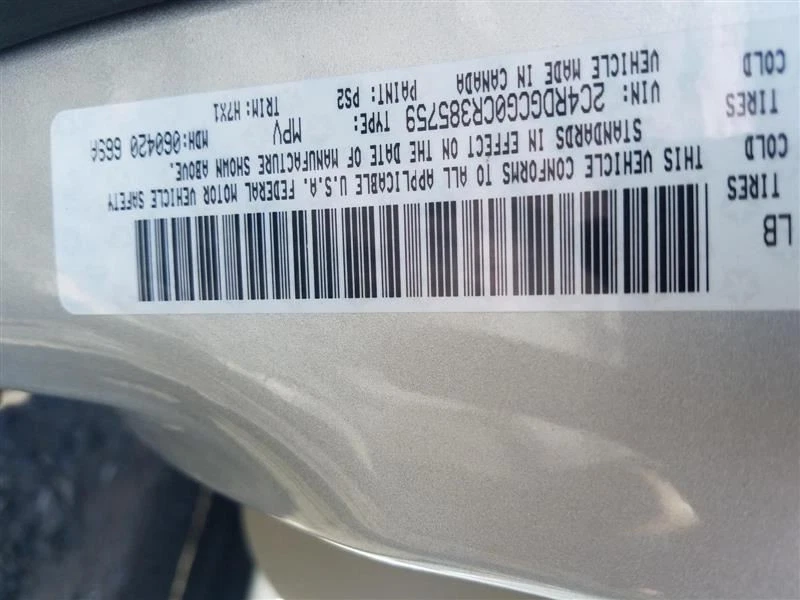 LB
TIRES
COLD
TIRES
COLD
THIS VEHICLE CONFORMS TO ALL APPLICABLE U.S.A. FEDERAL MOTOR VEHICLE SAFETY
STANDARDS IN EFFECT ON THE DATE OF MANUFACTURE SHOWN ABOVE.
VIN: 2C4RDGCG0CR385759 TYPE: MPV MDH:060420 669A
VEHICLE MADE IN CANADA PAINT: PS2 TRIM: H7X1